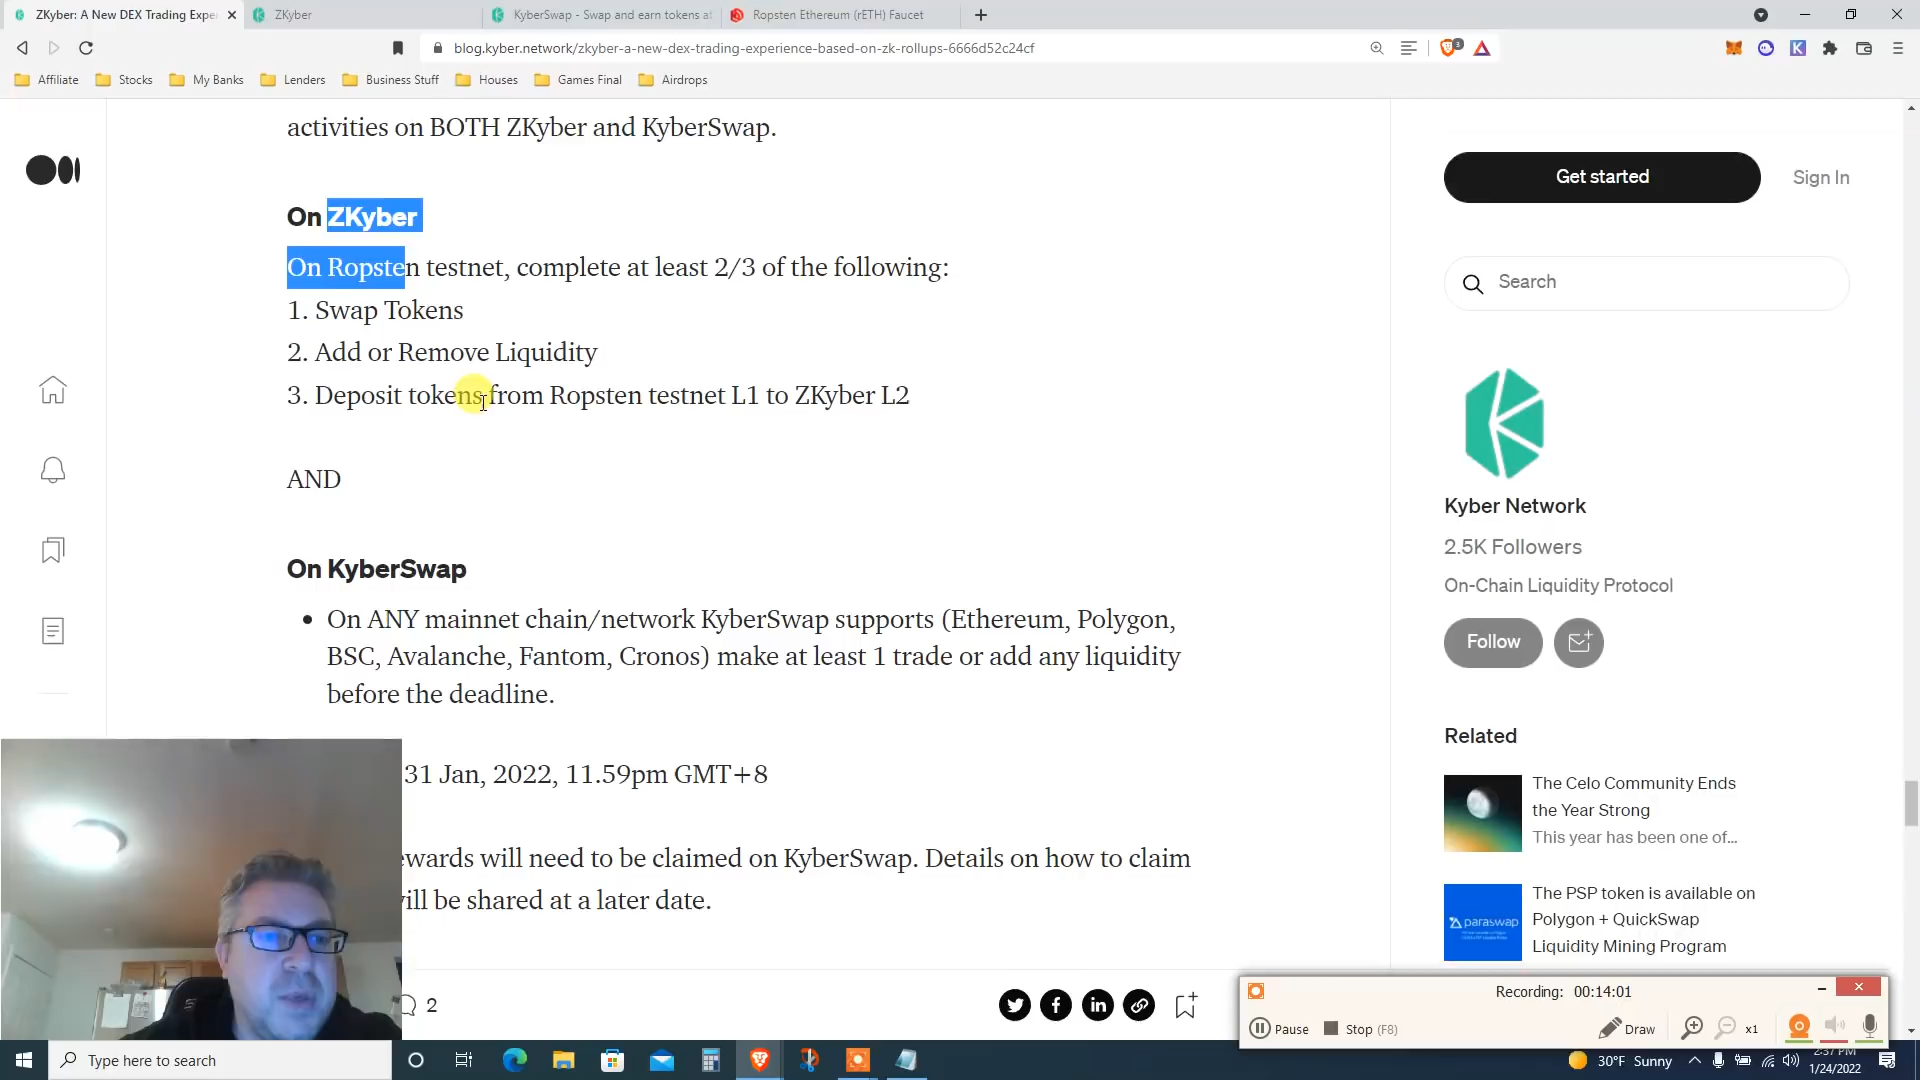 ZKyber: A New DEX Trading Expe
ZKyber
KyberSwap - Swap and earn tokens at
Ropsten Ethereum (rETH) Faucet
blog.kyber.network/zkyber-a-new-dex-trading-experience-based-on-zk-rollups-6666d52c24cf
3
Affiliate
Stocks
My Banks
Lenders
Business Stuff
Houses
Games Final
Airdrops
activities on BOTH ZKyber and KyberSwap.
On ZKyber
On Ropsten testnet, complete at least 2/3 of the following:
1. Swap Tokens
2. Add or Remove Liquidity
3. Deposit tokens from Ropsten testnet L1 to ZKyber L2
AND
On KyberSwap
• On ANY mainnet chain/network KyberSwap supports (Ethereum, Polygon,
BSC, Avalanche, Fantom, Cronos) make at least 1 trade or add any liquidity
before the deadline.
31 Jan, 2022, 11.59pm GMT+8
ewards will need to be claimed on KyberSwap. Details on how to claim
ill be shared at a later date.
2
Get started
Sign In
Search
Kyber Network
2.5K Followers
On-Chain Liquidity Protocol
Follow
Related
The Celo Community Ends
the Year Strong
This year has been one of...
paraswap
The PSP token is available on
Polygon + QuickSwap
Liquidity Mining Program
Recording: 00:14:01
Pause
Stop (F8)
Draw
x1
Type here to search
30°F Sunny
2:37 PM
1/24/2022